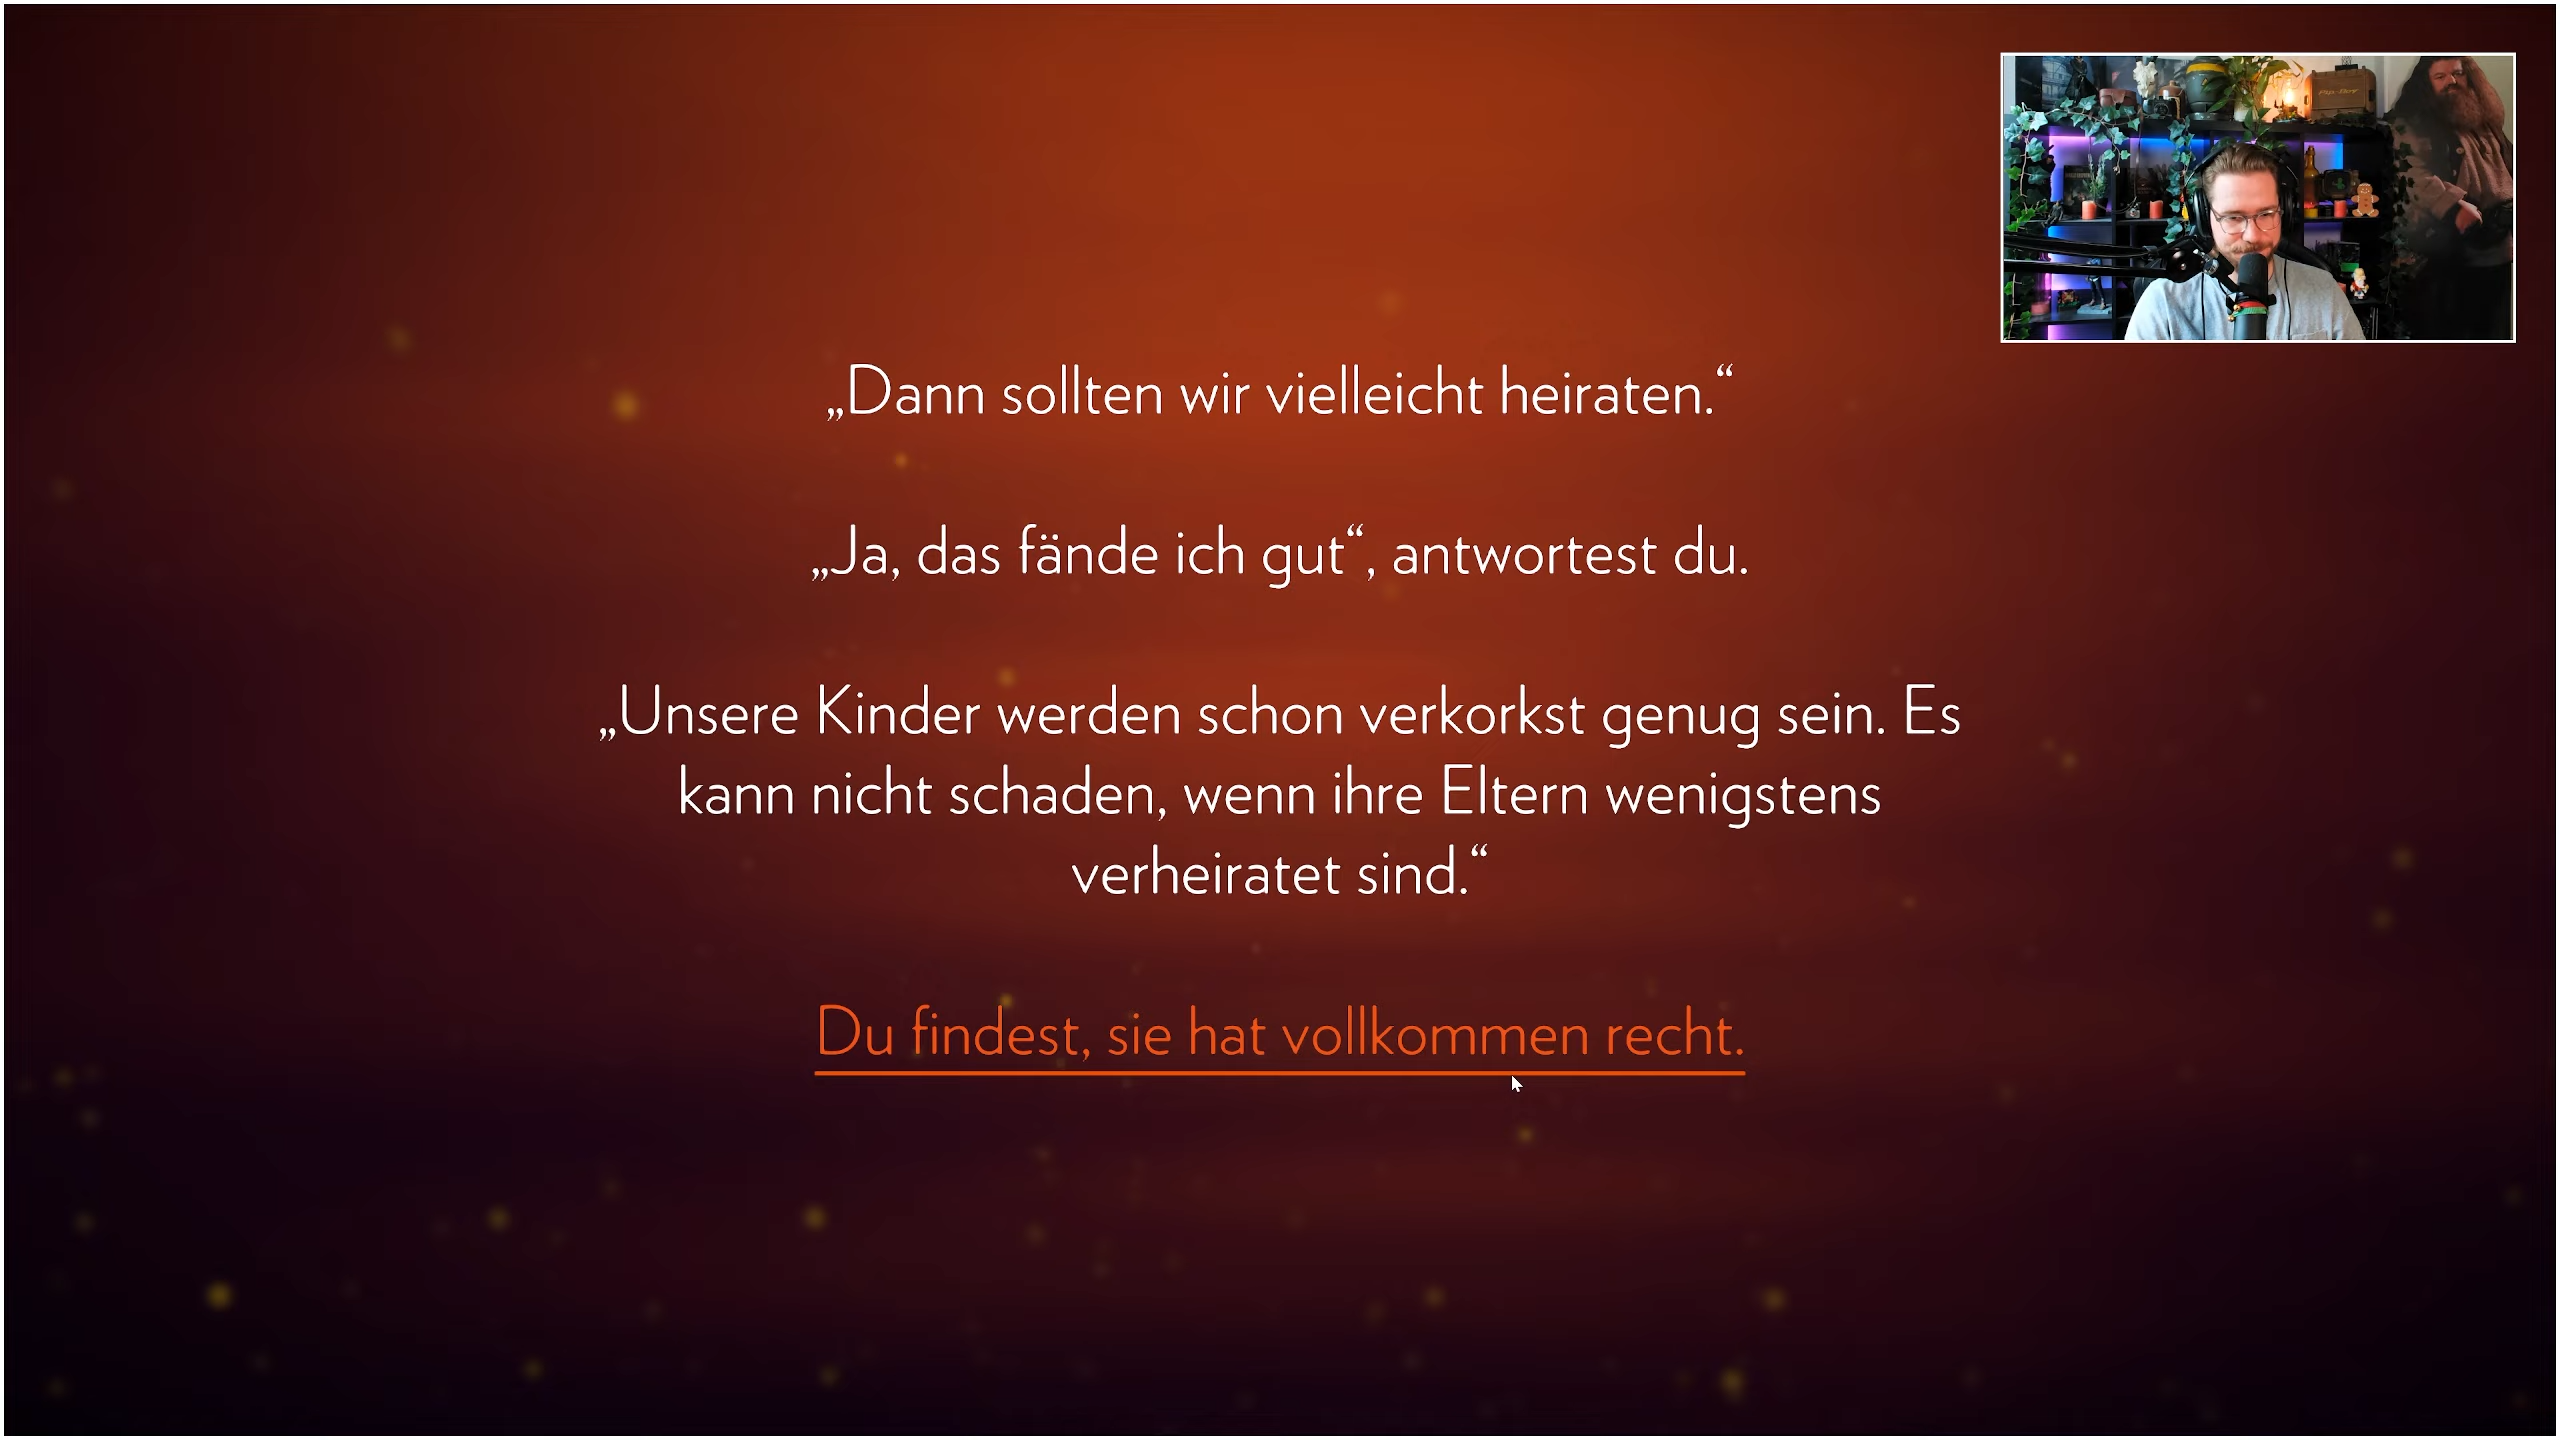 „Dann sollten wir vielleicht heiraten.“
„Ja, das fände ich gut“, antwortest du.
„Unsere Kinder werden schon verkorkst genug sein. Es
kann nicht schaden, wenn ihre Eltern wenigstens
verheiratet sind.“
Du findest, sie hat vollkommen recht.